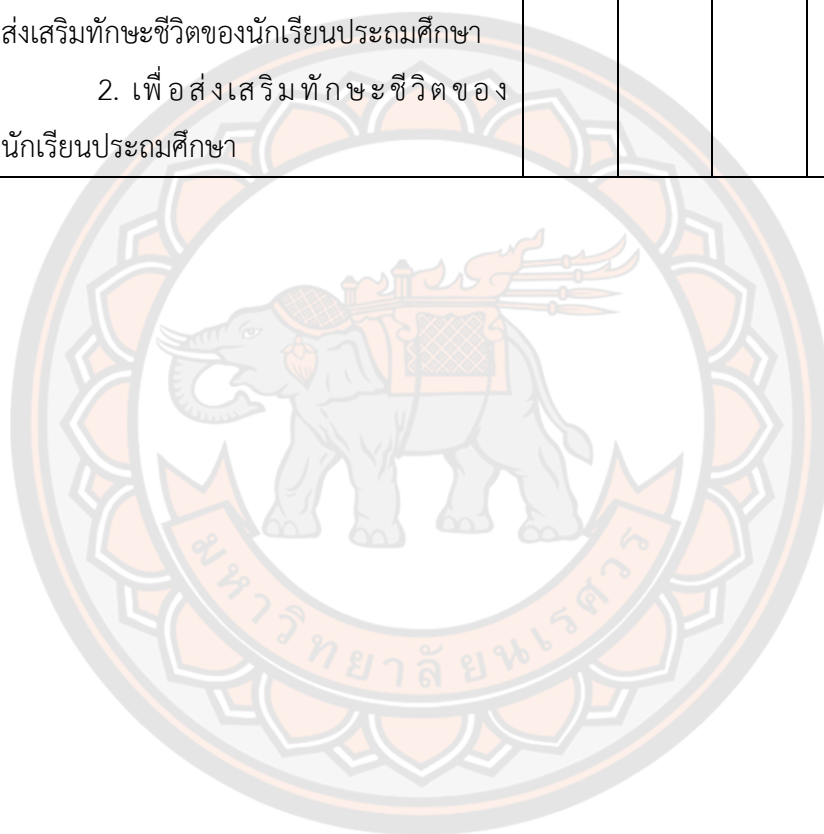 ส่งเสริมทักษะชีวิตของนักเรียนประถมศึกษา
2. เพื่อส่งเสริมทักษะชีวิตของ
นักเรียนประถมศึกษา
มหาวิทยาลัยนเรศวร